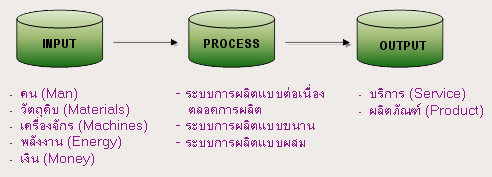 INPUT
PROCESS
OUTPUT
- คน (Man)
- วัตถุดิบ (Materials)
- เครื่องจักร (Machines)
- พลังงาน (Energy)
- เงิน (Money)
- ระบบการผลิตแบบต่อเนื่อง
ตลอดการผลิต
- ระบบการผลิตแบบขนาน
- ระบบการผลิตแบบผสม
- บริการ (Service)
- ผลิตภัณฑ์ (Product)